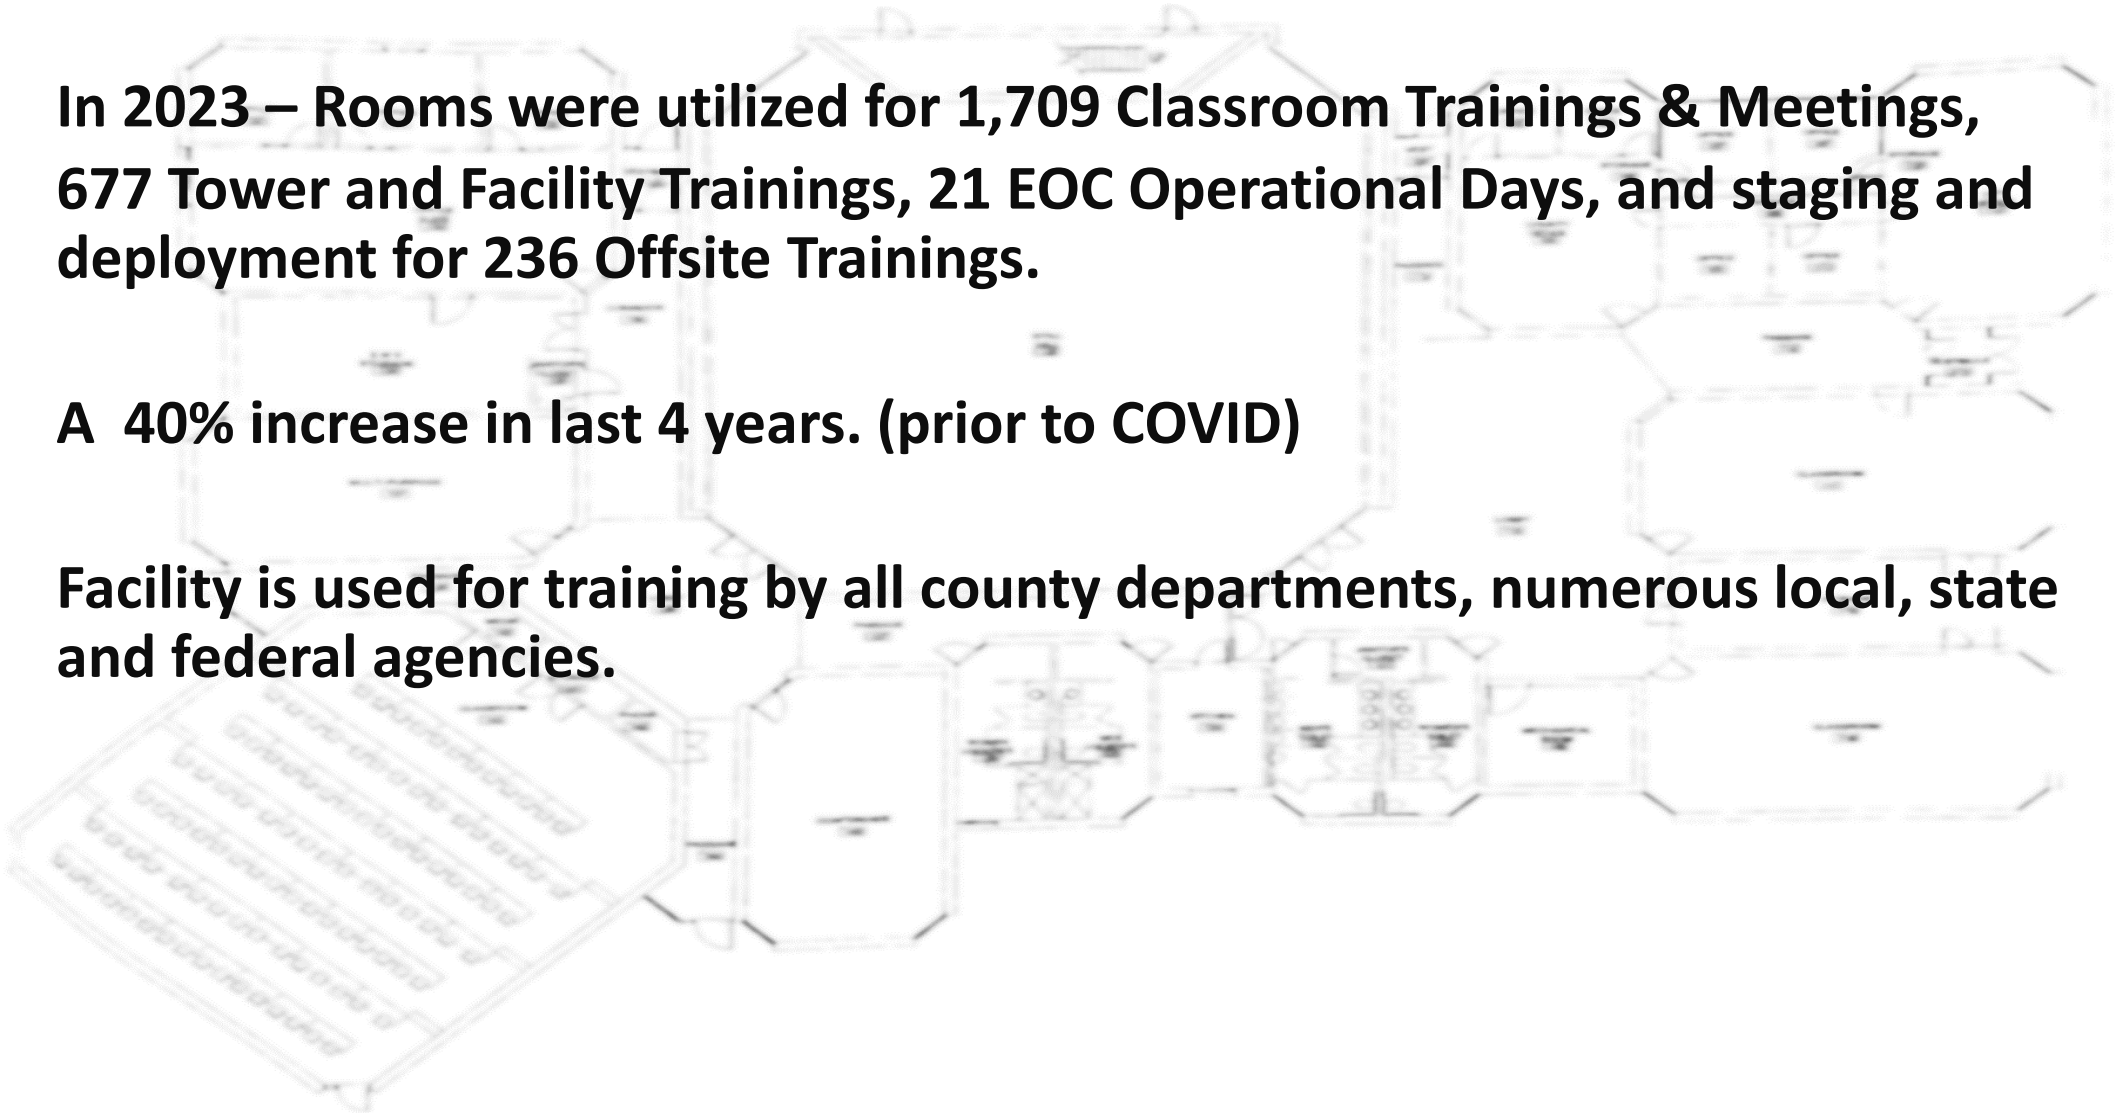 In 2023 – Rooms were utilized for 1,709 Classroom Trainings & Meetings,
677 Tower and Facility Trainings, 21 EOC Operational Days, and staging and
deployment for 236 Offsite Trainings.
A  40% increase in last 4 years. (prior to COVID)
Facility is used for training by all county departments, numerous local, state
and federal agencies.